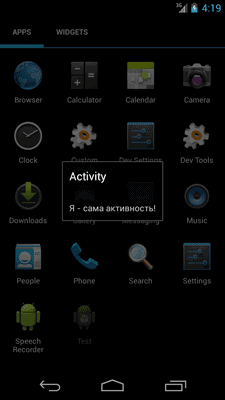 3G 4:19
APPS WIDGETS
Browser Calculator Calendar Camera
Clock Custom Dev Settings Dev Tools
Activity
Я - сама активность!
Downloads Gallery Messaging Music
People Phone Search Settings
Speech Recorder Test